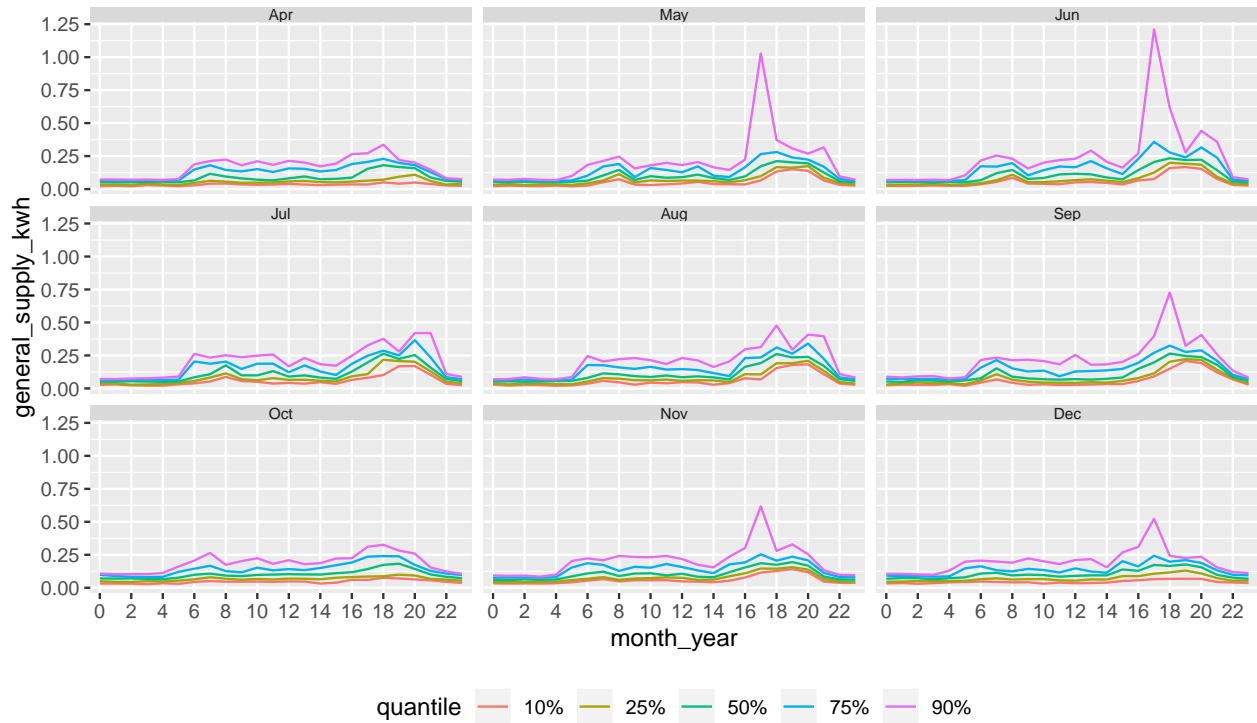 Apr May Jun
1.25
1.00
0.75
0.50
0.25
0.00
Jul Aug Sep
1.25
1.00
0.75
0.50
0.25
0.00
Oct Nov Dec
1.25
1.00
0.75
0.50
0.25
0.00
general_supply_kwh
0 2 4 6 8 10 12 14 16 18 20 22 0 2 4 6 8 10 12 14 16 18 20 22 0 2 4 6 8 10 12 14 16 18 20 22
month_year
quantile 10% 25% 50% 75% 90%